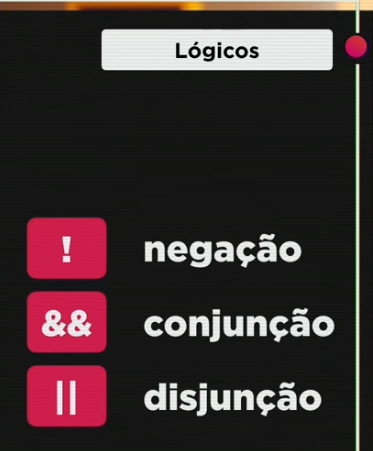 Lógicos
! negação
&& conjunção
|| disjunção